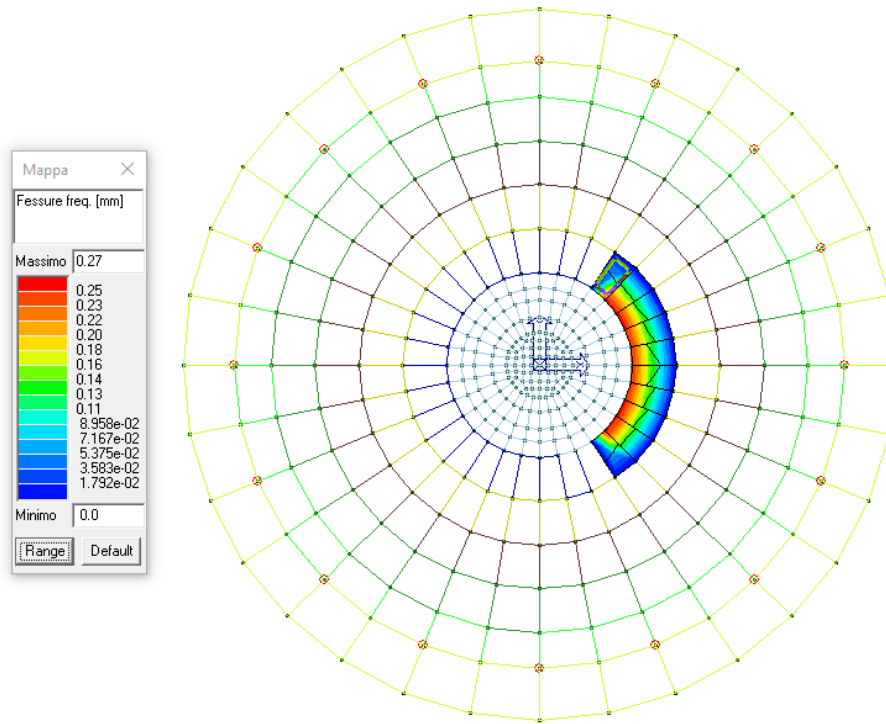 Mappa
Fessure freq. [mm]
Massimo 0.27
0.25
0.23
0.22
0.20
0.18
0.16
0.14
0.13
0.11
8.958e-02
7.167e-02
5.375e-02
3.583e-02
1.792e-02
Minimo 0.0
Range Default